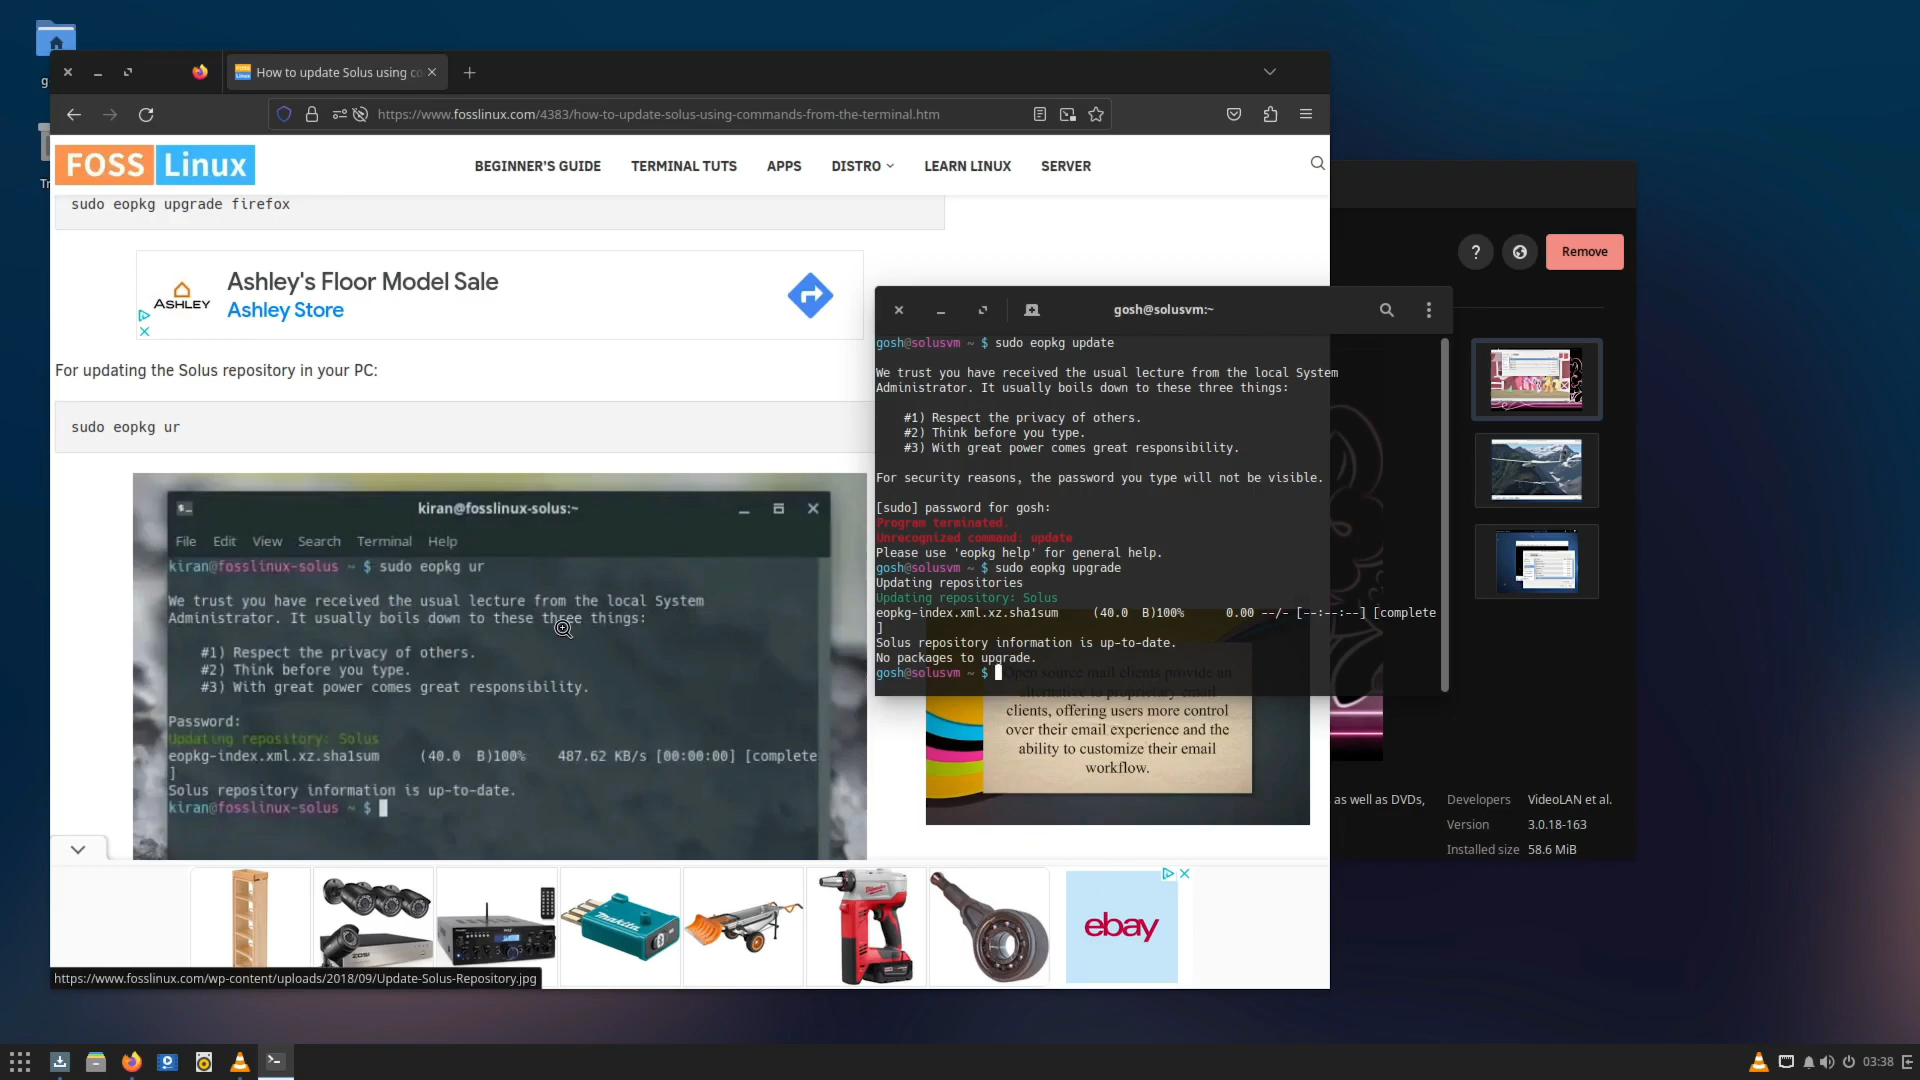 How to update Solus using co
https://www.fosslinux.com/4383/how-to-update-solus-using-commands-from-the-terminal.htm
FOSS Linux
BEGINNER'S GUIDE
TERMINAL TUTS
APPS
DISTRO
LEARN LINUX
SERVER
sudo eopkg upgrade firefox
ASHLEY
Ashley's Floor Model Sale
Ashley Store
For updating the Solus repository in your PC:
sudo eopkg ur
kiran@fosslinux-solus:~
File Edit View Search Terminal Help
kiran@fosslinux-solus ~ $ sudo eopkg ur
We trust you have received the usual lecture from the local System
Administrator. It usually boils down to these three things:
#1) Respect the privacy of others.
#2) Think before you type.
#3) With great power comes great responsibility.
Password:
Updating repository: Solus
eopkg-index.xml.xz.sha1sum (40.0 B)100% 487.62 KB/s [00:00:00] [complete
]
Solus repository information is up-to-date.
kiran@fosslinux-solus ~ $
gosh@solusvm:~
gosh@solusvm ~ $ sudo eopkg update
We trust you have received the usual lecture from the local System
Administrator. It usually boils down to these three things:
#1) Respect the privacy of others.
#2) Think before you type.
#3) With great power comes great responsibility.
For security reasons, the password you type will not be visible.
[sudo] password for gosh:
Program terminated.
Unrecognized command: update
Please use 'eopkg help' for general help.
gosh@solusvm ~ $ sudo eopkg upgrade
Updating repositories
Updating repository: Solus
eopkg-index.xml.xz.sha1sum (40.0 B)100% 0.00 --/- [--:--:--] [complete
]
Solus repository information is up-to-date.
No packages to upgrade.
gosh@solusvm ~ $
Open source mail clients provide an
alternative to proprietary email
clients, offering users more control
over their email experience and the
ability to customize their email
workflow.
?
Remove
as well as DVDs,
Developers VideoLAN et al.
Version 3.0.18-163
Installed size 58.6 MiB
ZOSI
makita
ebay
https://www.fosslinux.com/wp-content/uploads/2018/09/Update-Solus-Repository.jpg
g
Tr
03:38